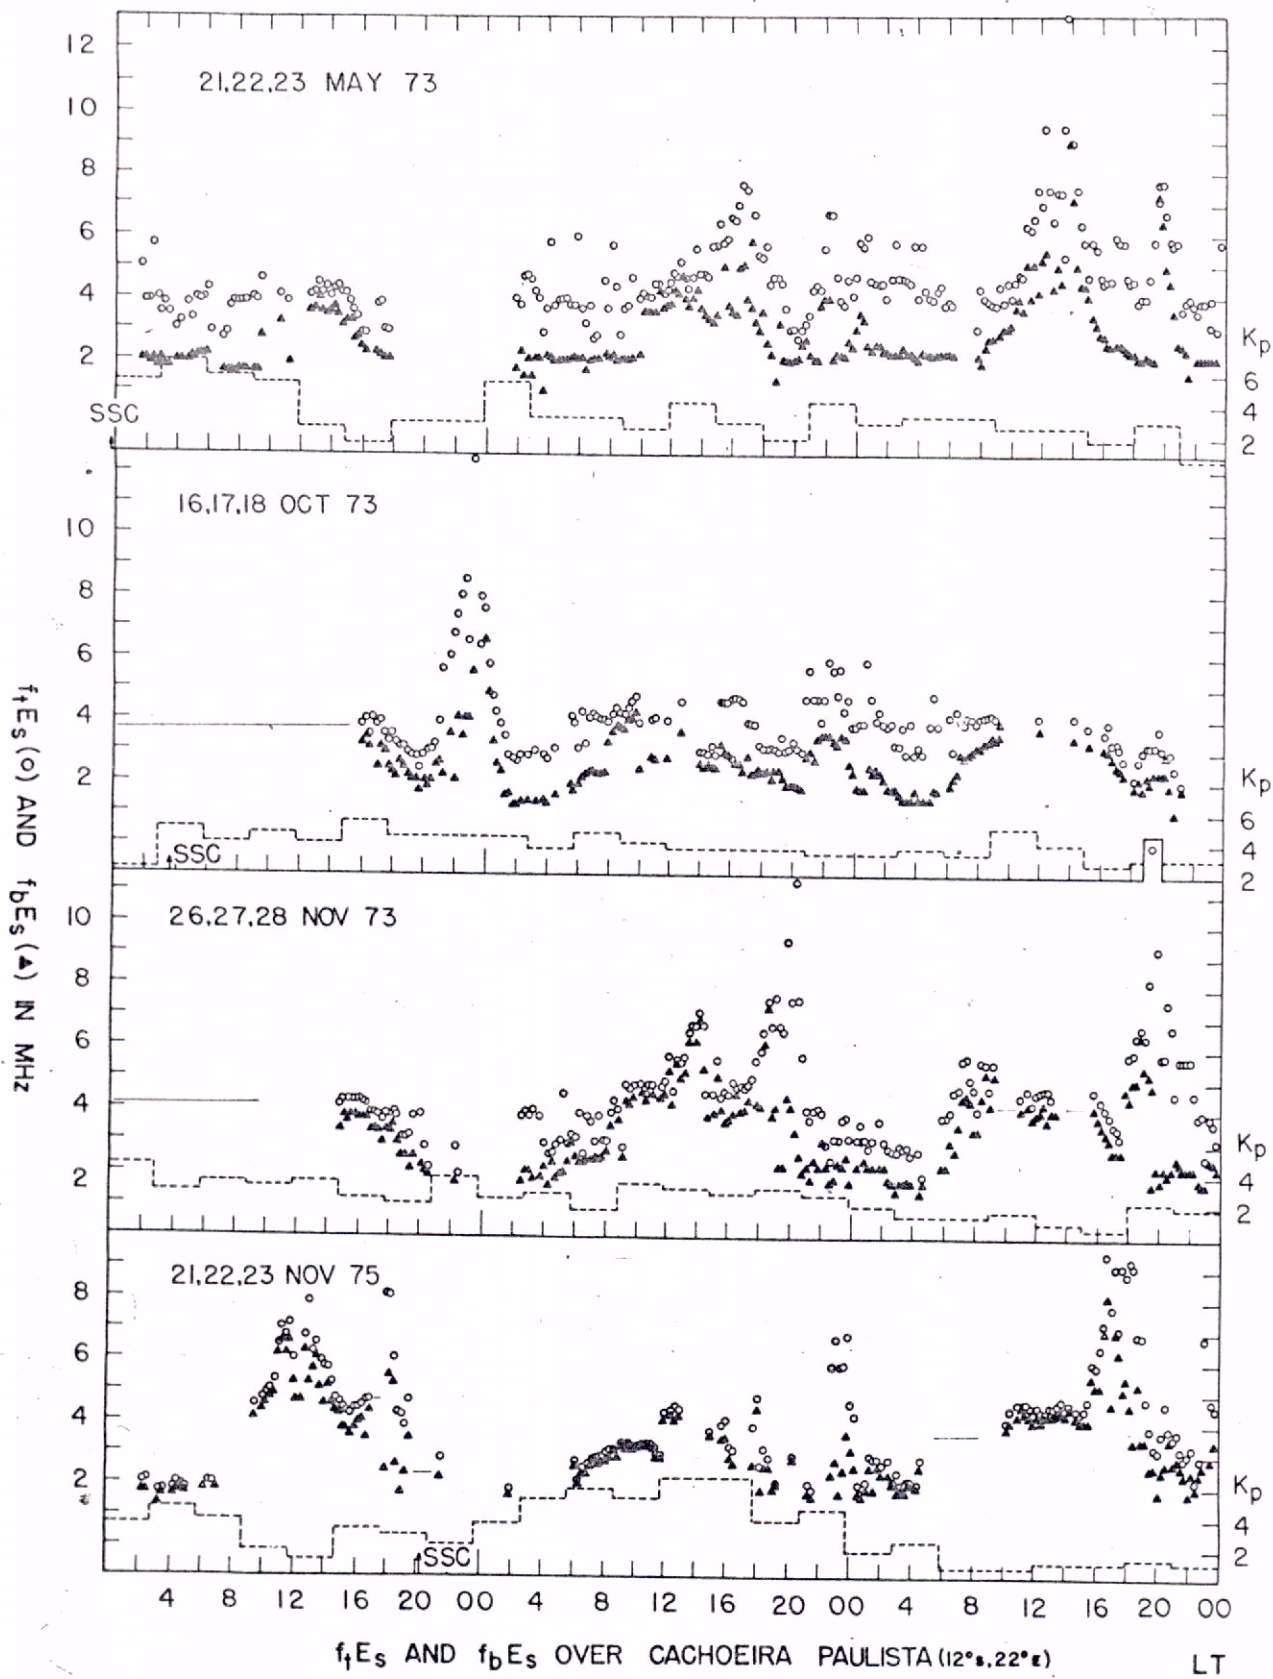 12
21,22,23 MAY 73
10
8
6
4
Kp
2
6
SSC
4
2
16,17,18 OCT 73
10
8
6
4
Kp
2
6
SSC
4
2
26,27,28 NOV 73
10
8
6
4
Kp
2
4
2
21,22,23 NOV 75
8
6
4
2
Kp
4
SSC
2
ftEs(o) AND fbEs(▲) IN MHz
4 8 12 16 20 00 4 8 12 16 20 00 4 8 12 16 20 00
ftEs AND fbEs OVER CACHOEIRA PAULISTA (12°S, 22°E)
LT